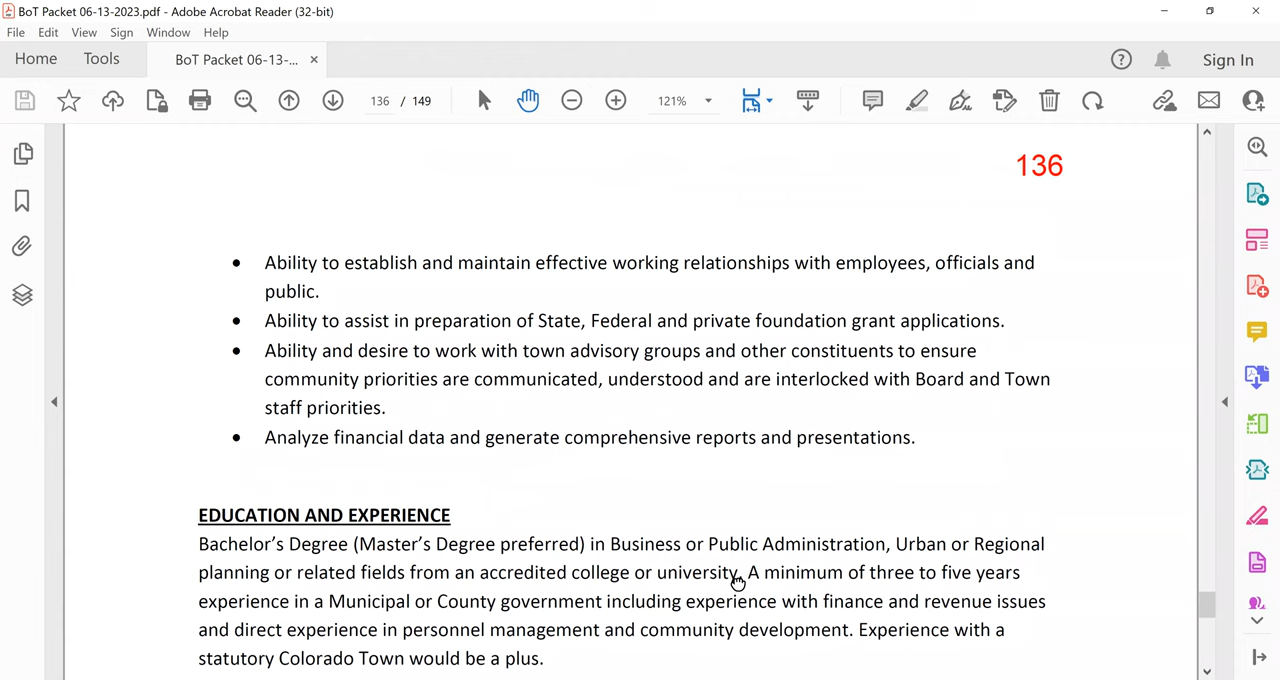 BoT Packet 06-13-2023.pdf - Adobe Acrobat Reader (32-bit)
File Edit View Sign Window Help
Home Tools BoT Packet 06-13-... × Sign In
136 / 149 121%
136
• Ability to establish and maintain effective working relationships with employees, officials and
public.
• Ability to assist in preparation of State, Federal and private foundation grant applications.
• Ability and desire to work with town advisory groups and other constituents to ensure
community priorities are communicated, understood and are interlocked with Board and Town
staff priorities.
• Analyze financial data and generate comprehensive reports and presentations.
EDUCATION AND EXPERIENCE
Bachelor's Degree (Master's Degree preferred) in Business or Public Administration, Urban or Regional
planning or related fields from an accredited college or university. A minimum of three to five years
experience in a Municipal or County government including experience with finance and revenue issues
and direct experience in personnel management and community development. Experience with a
statutory Colorado Town would be a plus.